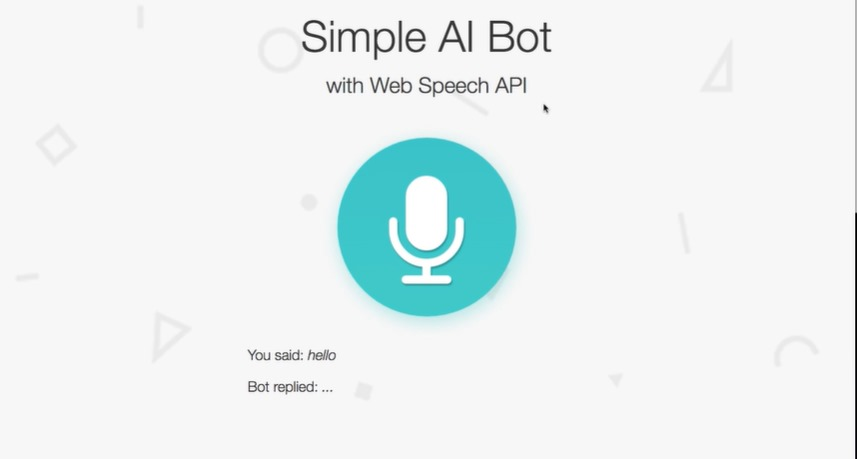 Simple AI Bot
with Web Speech API
You said: hello
Bot replied: ...